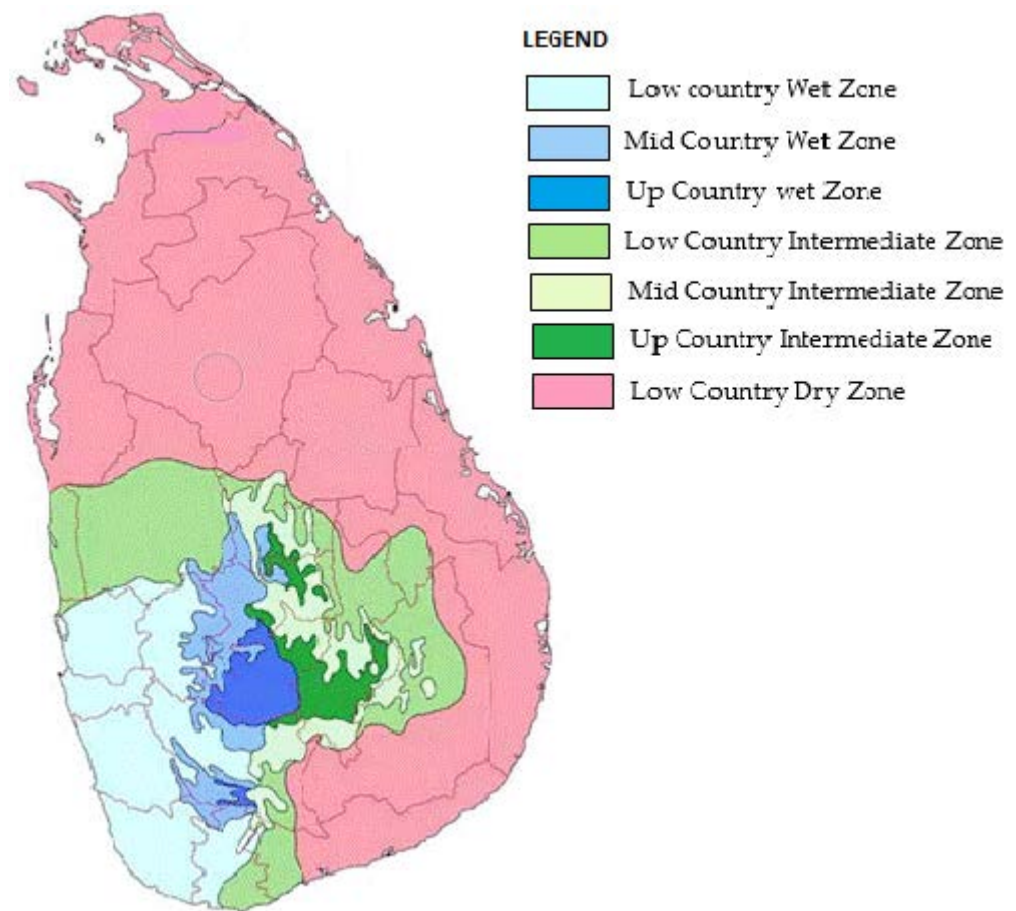 LEGEND
Low country Wet Zone
Mid Country Wet Zone
Up Country wet Zone
Low Country Intermediate Zone
Mid Country Intermediate Zone
Up Country Intermediate Zone
Low Country Dry Zone